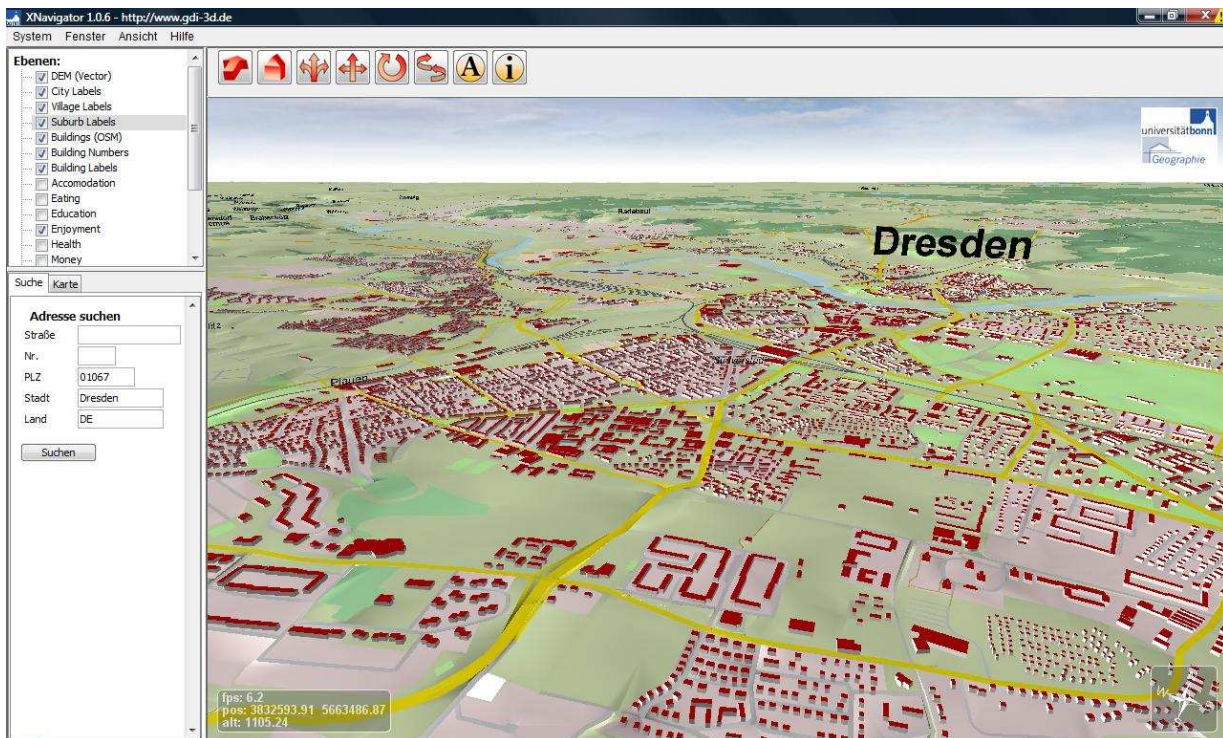 XNavigator 1.0.6 - http://www.gdi-3d.de
System Fenster Ansicht Hilfe
Ebenen:
DEM (Vector)
City Labels
Village Labels
Suburb Labels
Buildings (OSM)
Building Numbers
Building Labels
Accomodation
Eating
Education
Enjoyment
Health
Money
Suche Karte
Adresse suchen
Straße
Nr.
PLZ 01067
Stadt Dresden
Land DE
Suchen
A i
universitätbonn
Geographie
Radebeul
Dresden
Plauen
fps: 6.2
pos: 3832593.91 5663486.87
alt: 1105.24
W